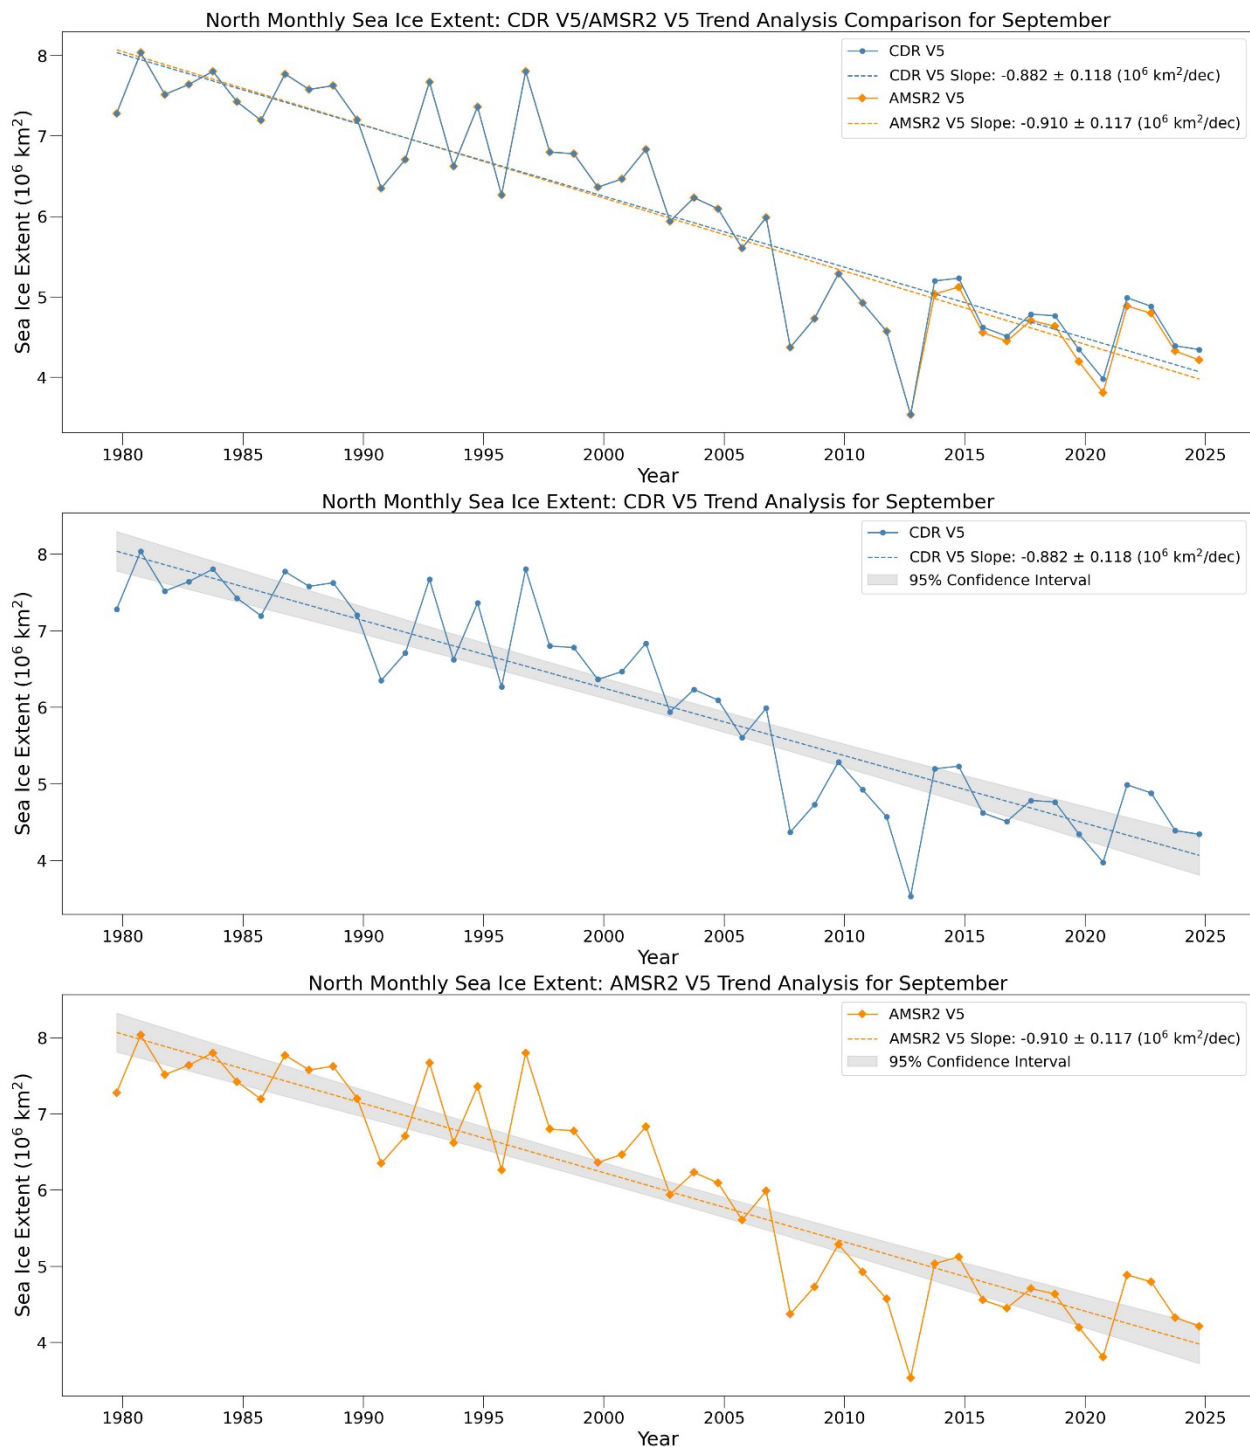 North Monthly Sea Ice Extent: CDR V5/AMSR2 V5 Trend Analysis Comparison for September
Sea Ice Extent (10⁶ km²)
8
7
6
5
4
CDR V5
CDR V5 Slope: -0.882 ± 0.118 (10⁶ km²/dec)
AMSR2 V5
AMSR2 V5 Slope: -0.910 ± 0.117 (10⁶ km²/dec)
1980 1985 1990 1995 2000 2005 2010 2015 2020 2025
Year
North Monthly Sea Ice Extent: CDR V5 Trend Analysis for September
Sea Ice Extent (10⁶ km²)
8
7
6
5
4
CDR V5
CDR V5 Slope: -0.882 ± 0.118 (10⁶ km²/dec)
95% Confidence Interval
1980 1985 1990 1995 2000 2005 2010 2015 2020 2025
Year
North Monthly Sea Ice Extent: AMSR2 V5 Trend Analysis for September
Sea Ice Extent (10⁶ km²)
8
7
6
5
4
AMSR2 V5
AMSR2 V5 Slope: -0.910 ± 0.117 (10⁶ km²/dec)
95% Confidence Interval
1980 1985 1990 1995 2000 2005 2010 2015 2020 2025
Year